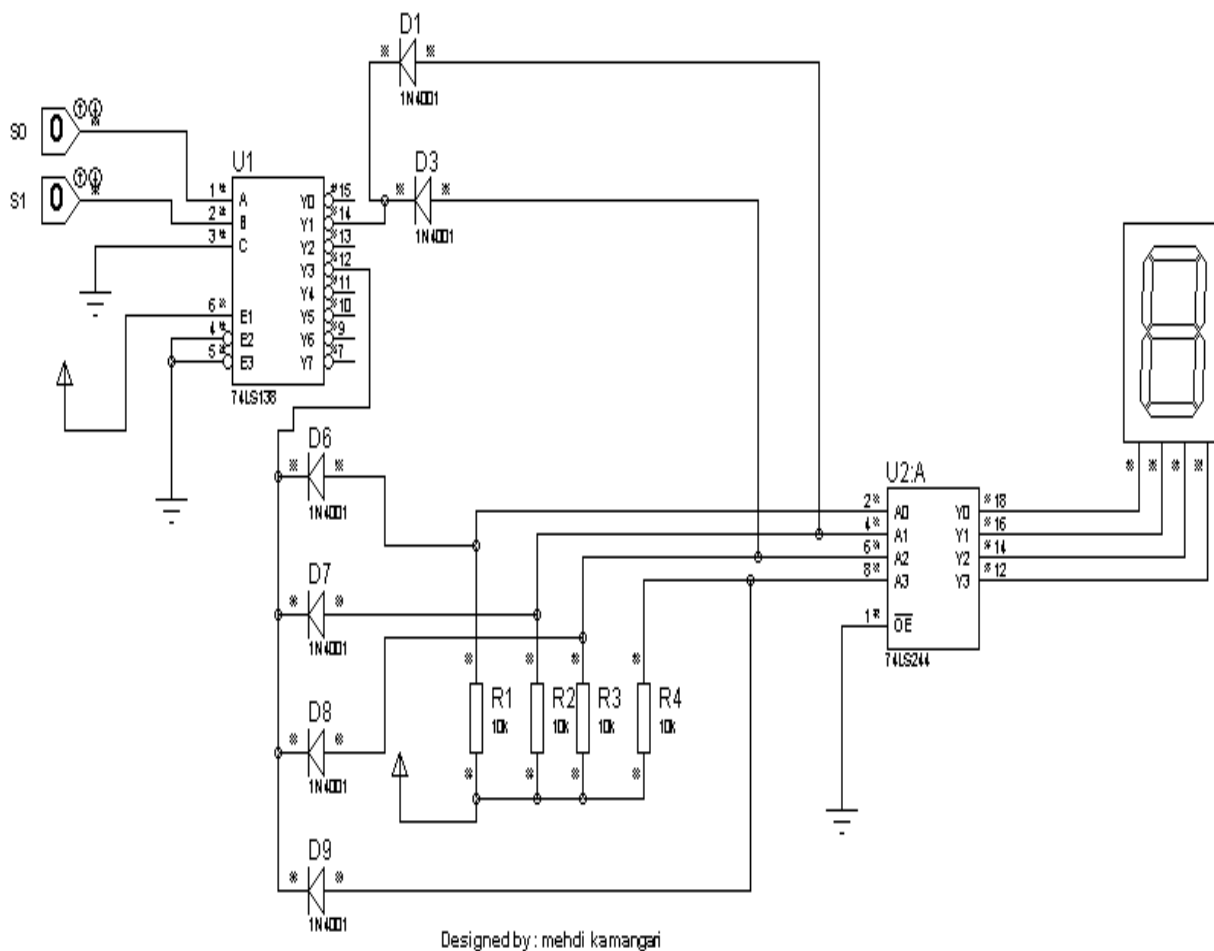 D1
1N4001
S0 0
S1 0
U1
D3
1N4001
1 A Y0 15
2 B Y1 14
3 C Y2 13
Y3 12
Y4 11
6 E1 Y5 10
4 E2 Y6 9
5 E3 Y7 7
74LS138
D6
1N4001
U2:A
2 A0 Y0 18
4 A1 Y1 16
6 A2 Y2 14
8 A3 Y3 12
1 OE
74LS244
D7
1N4001
R1 R2 R3 R4
10k 10k 10k 10k
D8
1N4001
D9
1N4001
Designed by : mehdi kamangari